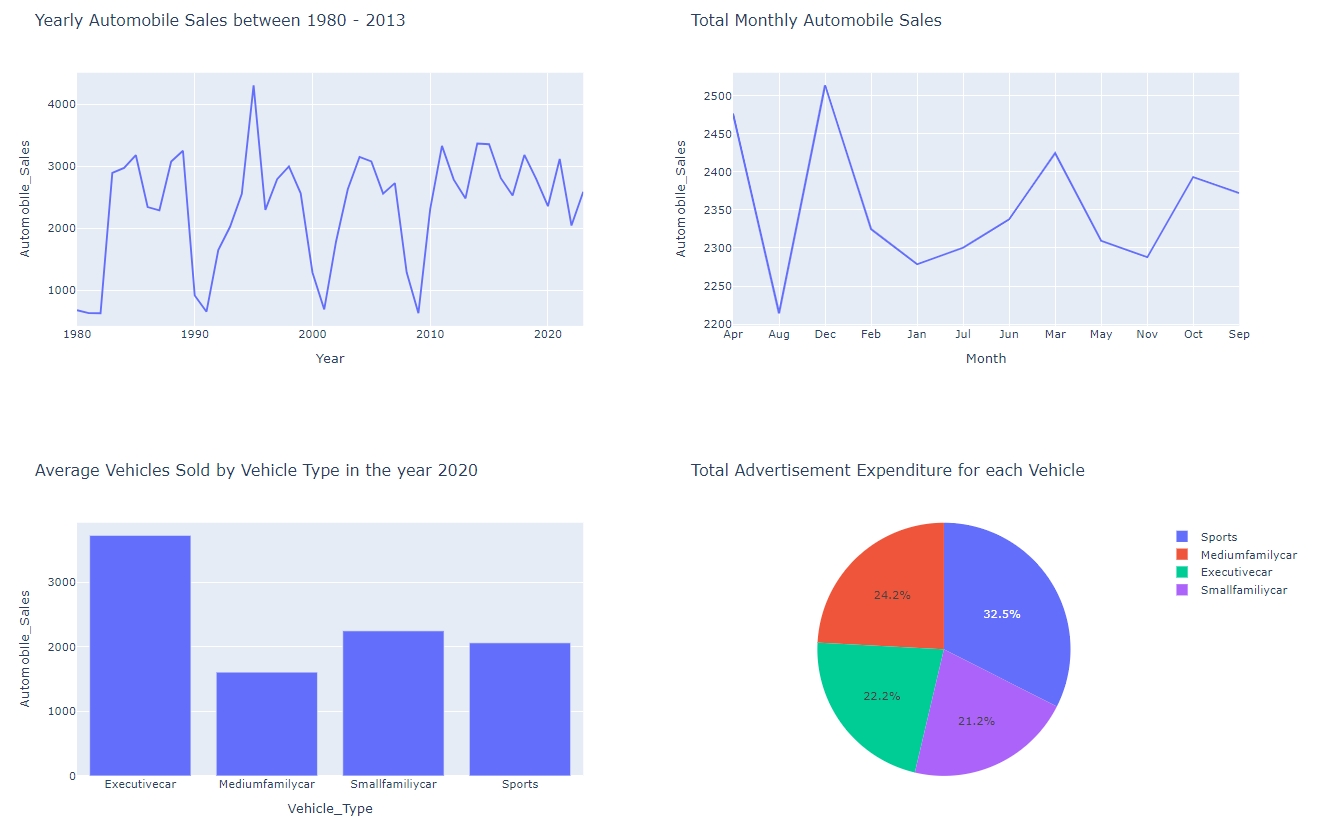 Yearly Automobile Sales between 1980 - 2013
Automobile_Sales
4000
3000
2000
1000
1980 1990 2000 2010 2020
Year
Total Monthly Automobile Sales
Automobile_Sales
2500
2450
2400
2350
2300
2250
2200
Apr Aug Dec Feb Jan Jul Jun Mar May Nov Oct Sep
Month
Average Vehicles Sold by Vehicle Type in the year 2020
Automobile_Sales
3000
2000
1000
0
Executivecar Mediumfamilycar Smallfamiliycar Sports
Vehicle_Type
Total Advertisement Expenditure for each Vehicle
24.2%
32.5%
22.2%
21.2%
Sports
Mediumfamilycar
Executivecar
Smallfamiliycar